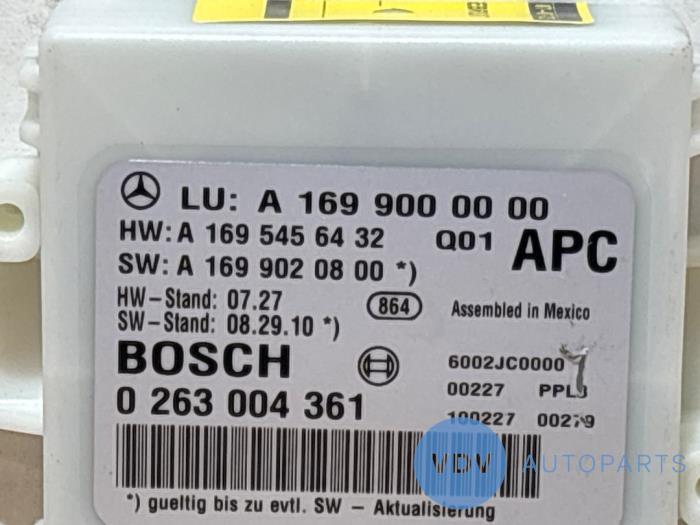 LU: A 169 900 00 00
HW: A 169 545 64 32 Q01 APC
SW: A 169 902 08 00 *)
HW-Stand: 07.27 864 Assembled in Mexico
SW-Stand: 08.29.10 *)
BOSCH 6002JC0000
0 263 004 361 00227
100227
VDV AUTOPARTS
*) gueltig bis zu evtl. SW - Aktualisierung